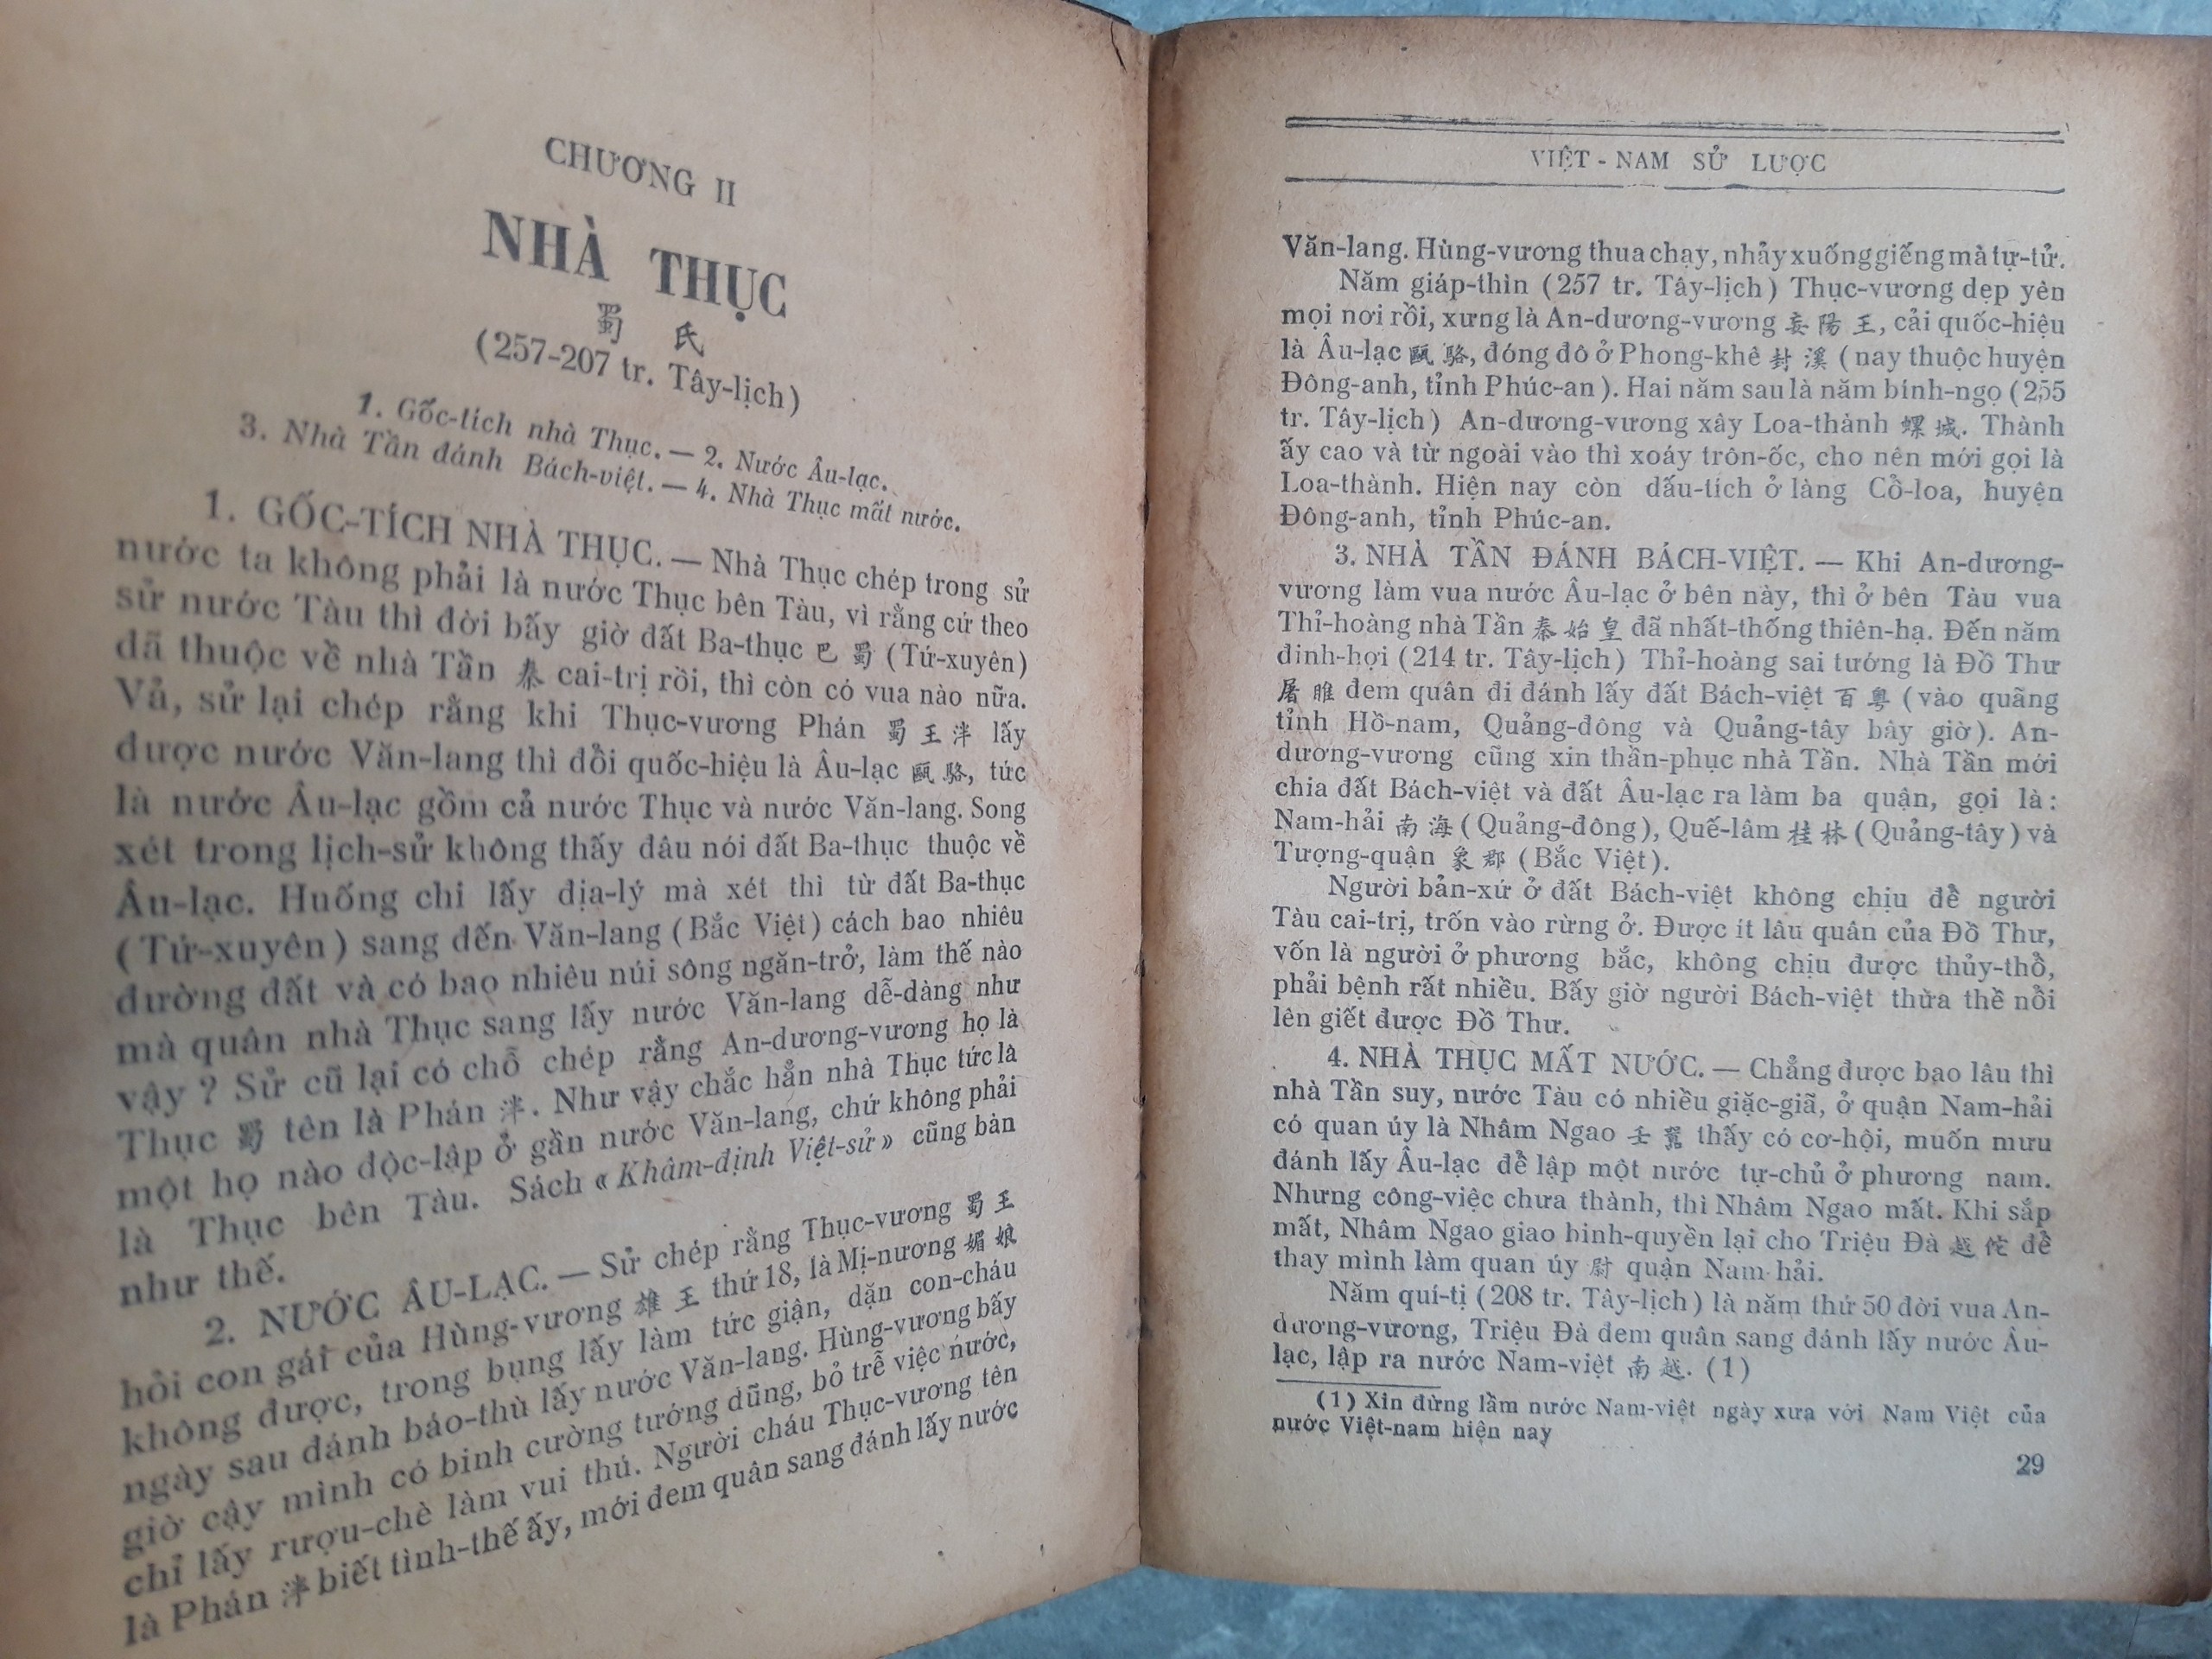 CHƯƠNG II
NHÀ THỤC
蜀 氏
(257-207 tr. Tây-lịch)
1. Gốc-tích nhà Thục. — 2. Nước Âu-lạc.
3. Nhà Tần đánh Bách-việt. — 4. Nhà Thục mất nước.
1. GỐC-TÍCH NHÀ THỤC. — Nhà Thục chép trong sử
nước ta không phải là nước Thục bên Tàu, vì rằng cứ theo
sử nước Tàu thì đời bấy giờ đất Ba-thục 巴 蜀 (Tứ-xuyên)
đã thuộc về nhà Tần 秦 cai-trị rồi, thì còn có vua nào nữa.
Vả, sử lại chép rằng khi Thục-vương Phán 蜀 王 泮 lấy
được nước Văn-lang thì đổi quốc-hiệu là Âu-lạc 甌 駱, tức
là nước Âu-lạc gồm cả nước Thục và nước Văn-lang. Song
xét trong lịch-sử không thấy đâu nói đất Ba-thục thuộc về
Âu-lạc. Huống chi lấy địa-lý mà xét thì từ đất Ba-thục
(Tứ-xuyên) sang đến Văn-lang (Bắc Việt) cách bao nhiêu
đường đất và có bao nhiêu núi sông ngăn-trở, làm thế nào
mà quân nhà Thục sang lấy nước Văn-lang dễ-dàng như
vậy ? Sử cũ lại có chỗ chép rằng An-dương-vương họ là
Thục 蜀 tên là Phán 泮. Như vậy chắc hẳn nhà Thục tức là
một họ nào độc-lập ở gần nước Văn-lang, chứ không phải
là Thục bên Tàu. Sách « Khâm-định Việt-sử » cũng bàn
như thế.
2. NƯỚC ÂU-LẠC. — Sử chép rằng Thục-vương 蜀 王
hỏi con gái của Hùng-vương 雄 王 thứ 18, là Mị-nương 媚 娘
không được, trong bụng lấy làm tức giận, dặn con-cháu
ngày sau đánh báo-thù lấy nước Văn-lang. Hùng-vương bấy
giờ cậy mình có binh cường tướng dũng, bỏ trễ việc nước,
chỉ lấy rượu-chè làm vui thú. Người cháu Thục-vương tên
là Phán 泮 biết tình-thế ấy, mới đem quân sang đánh lấy nước
VIỆT - NAM SỬ LƯỢC
Văn-lang. Hùng-vương thua chạy, nhảy xuống giếng mà tự-tử.
Năm giáp-thìn (257 tr. Tây-lịch) Thục-vương dẹp yên
mọi nơi rồi, xưng là An-dương-vương 妄 陽 王, cải quốc-hiệu
là Âu-lạc 甌 駱, đóng đô ở Phong-khê 封 溪 (nay thuộc huyện
Đông-anh, tỉnh Phúc-an). Hai năm sau là năm bính-ngọ (255
tr. Tây-lịch) An-dương-vương xây Loa-thành 螺 城. Thành
ấy cao và từ ngoài vào thì xoáy trôn-ốc, cho nên mới gọi là
Loa-thành. Hiện nay còn dấu-tích ở làng Cổ-loa, huyện
Đông-anh, tỉnh Phúc-an.
3. NHÀ TẦN ĐÁNH BÁCH-VIỆT. — Khi An-dương-
vương làm vua nước Âu-lạc ở bên này, thì ở bên Tàu vua
Thỉ-hoàng nhà Tần 秦 始 皇 đã nhất-thống thiên-hạ. Đến năm
đinh-hợi (214 tr. Tây-lịch) Thỉ-hoàng sai tướng là Đồ Thư
屠 睢 đem quân đi đánh lấy đất Bách-việt 百 粵 (vào quãng
tỉnh Hồ-nam, Quảng-đông và Quảng-tây bây giờ). An-
dương-vương cũng xin thần-phục nhà Tần. Nhà Tần mới
chia đất Bách-việt và đất Âu-lạc ra làm ba quận, gọi là :
Nam-hải 南 海 (Quảng-đông), Quế-lâm 桂 林 (Quảng-tây) và
Tượng-quận 象 郡 (Bắc Việt).
Người bản-xứ ở đất Bách-việt không chịu để người
Tàu cai-trị, trốn vào rừng ở. Được ít lâu quân của Đồ Thư,
vốn là người ở phương bắc, không chịu được thủy-thổ,
phải bệnh rất nhiều. Bấy giờ người Bách-việt thừa thế nổi
lên giết được Đồ Thư.
4. NHÀ THỤC MẤT NƯỚC. — Chẳng được bao lâu thì
nhà Tần suy, nước Tàu có nhiều giặc-giã, ở quận Nam-hải
có quan úy là Nhâm Ngao 壬 鰲 thấy có cơ-hội, muốn mưu
đánh lấy Âu-lạc để lập một nước tự-chủ ở phương nam.
Nhưng công-việc chưa thành, thì Nhâm Ngao mất. Khi sắp
mất, Nhâm Ngao giao binh-quyền lại cho Triệu Đà 趙 佗 để
thay mình làm quan úy 尉 quận Nam-hải.
Năm quí-tị (208 tr. Tây-lịch) là năm thứ 50 đời vua An-
dương-vương, Triệu Đà đem quân sang đánh lấy nước Âu-
lạc, lập ra nước Nam-việt 南 越. (1)
(1) Xin đừng lầm nước Nam-việt ngày xưa với Nam Việt của
nước Việt-nam hiện nay
29